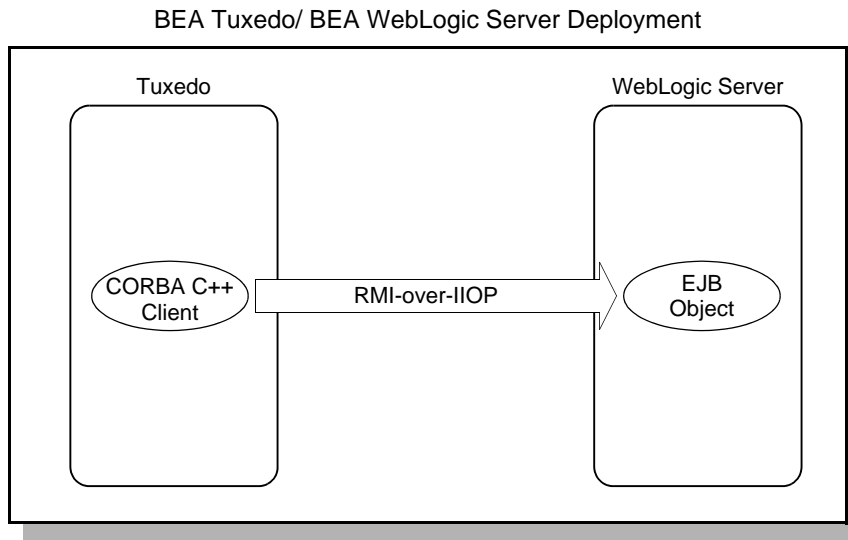 BEA Tuxedo/ BEA WebLogic Server Deployment
Tuxedo
WebLogic Server
CORBA C++
Client
RMI-over-IIOP
EJB
Object